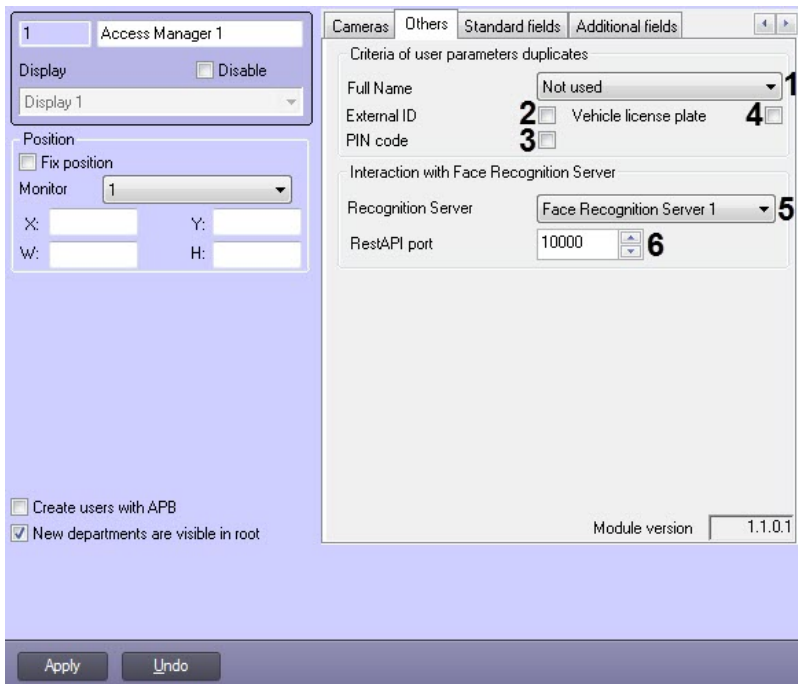 1 Access Manager 1
Display Disable
Display 1
Position
Fix position
Monitor 1
X: Y:
W: H:
Create users with APB
New departments are visible in root
Cameras Others Standard fields Additional fields
Criteria of user parameters duplicates
Full Name Not used 1
External ID 2 Vehicle license plate 4
PIN code 3
Interaction with Face Recognition Server
Recognition Server Face Recognition Server 1 5
RestAPI port 10000 6
Module version 1.1.0.1
Apply Undo